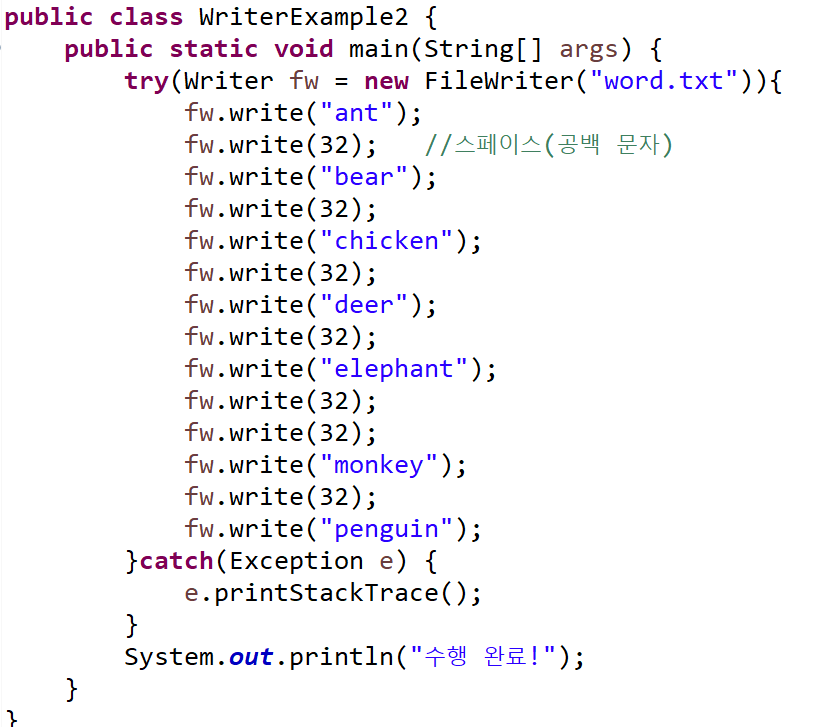 public class WriterExample2 {
    public static void main(String[] args) {
        try(Writer fw = new FileWriter("word.txt")){
            fw.write("ant");
            fw.write(32);   //스페이스(공백 문자)
            fw.write("bear");
            fw.write(32);
            fw.write("chicken");
            fw.write(32);
            fw.write("deer");
            fw.write(32);
            fw.write("elephant");
            fw.write(32);
            fw.write(32);
            fw.write("monkey");
            fw.write(32);
            fw.write("penguin");
        }catch(Exception e) {
            e.printStackTrace();
        }
        System.out.println("수행 완료!");
    }
}